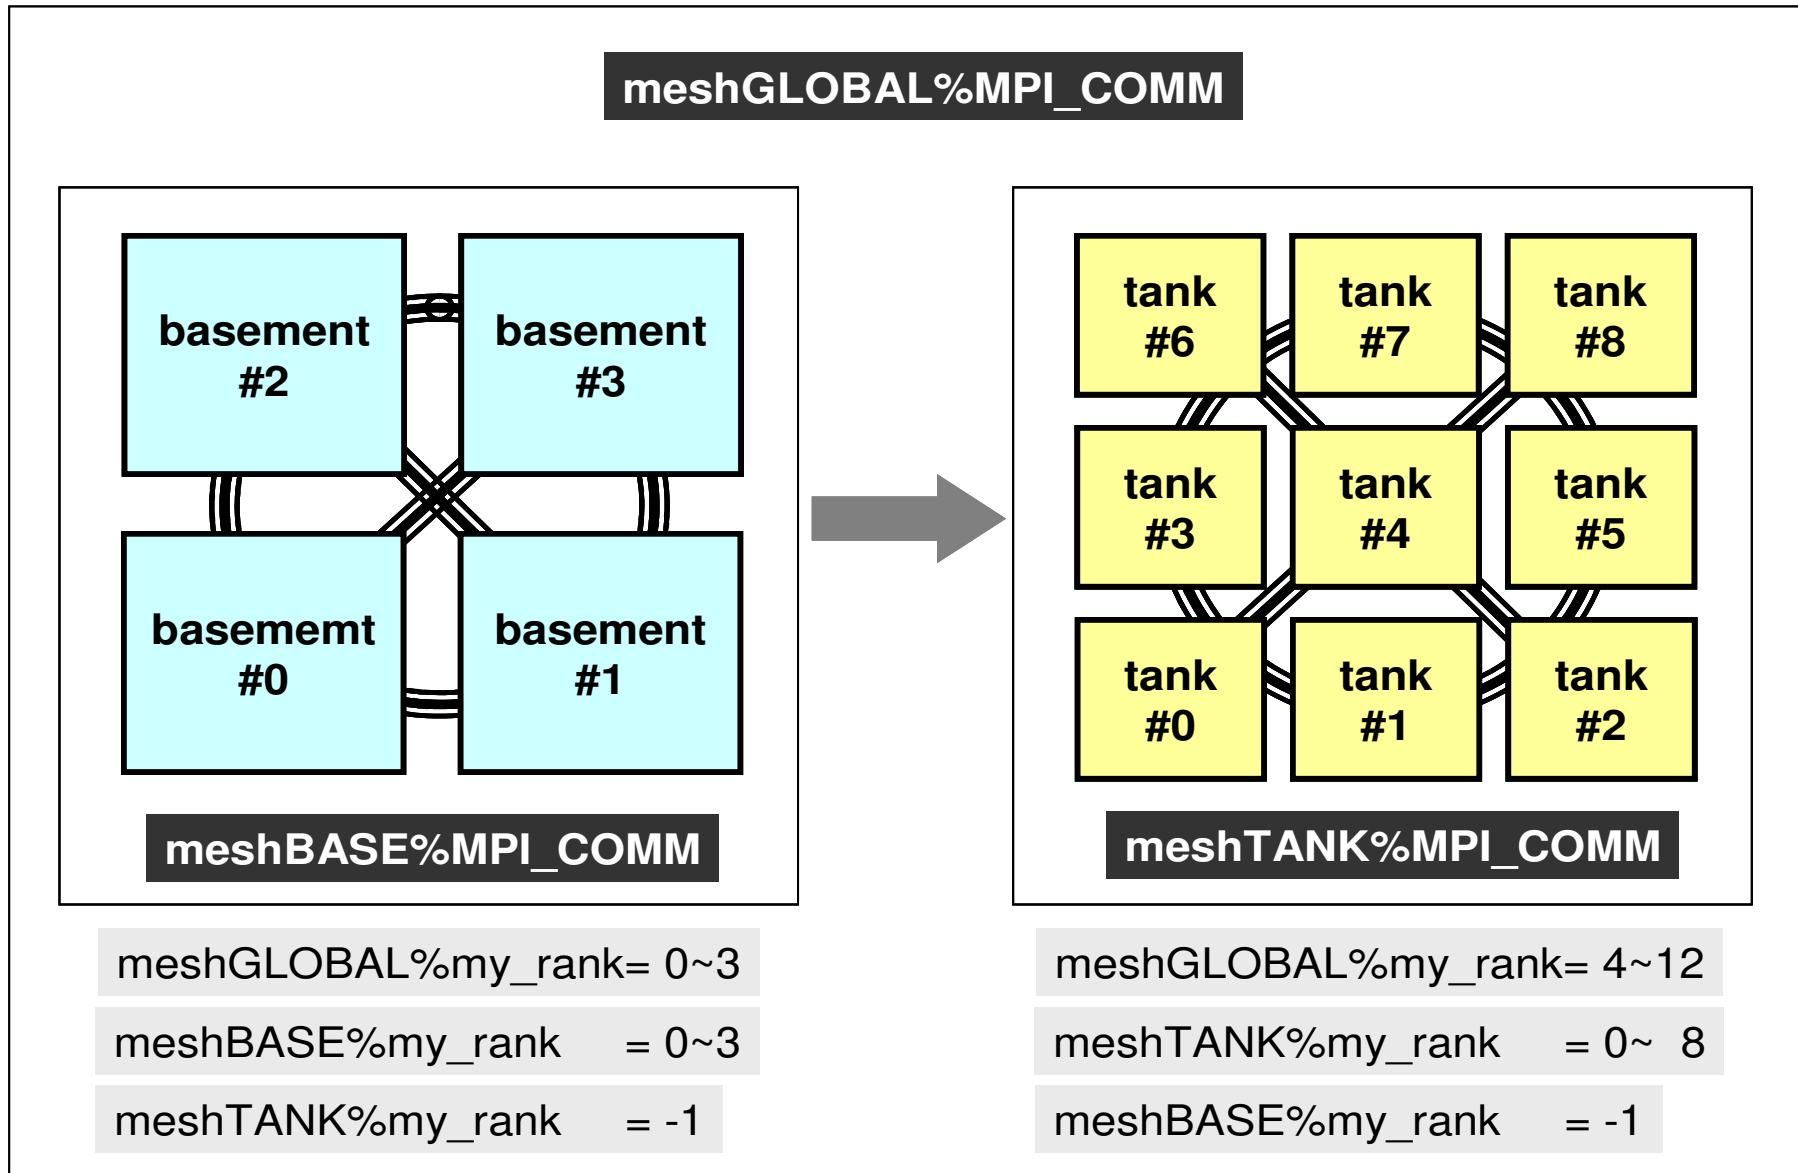 meshGLOBAL%MPI_COMM
basement
#2
basement
#3
basememt
#0
basement
#1
meshBASE%MPI_COMM
tank
#6
tank
#7
tank
#8
tank
#3
tank
#4
tank
#5
tank
#0
tank
#1
tank
#2
meshTANK%MPI_COMM
meshGLOBAL%my_rank= 0~3
meshBASE%my_rank = 0~3
meshTANK%my_rank = -1
meshGLOBAL%my_rank= 4~12
meshTANK%my_rank = 0~ 8
meshBASE%my_rank = -1